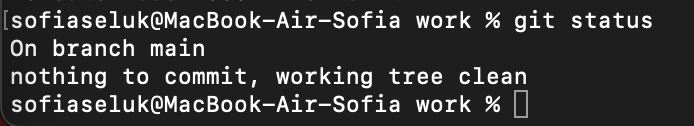 [sofiaseluk@MacBook-Air-Sofia work % git status
On branch main
nothing to commit, working tree clean
sofiaseluk@MacBook-Air-Sofia work %